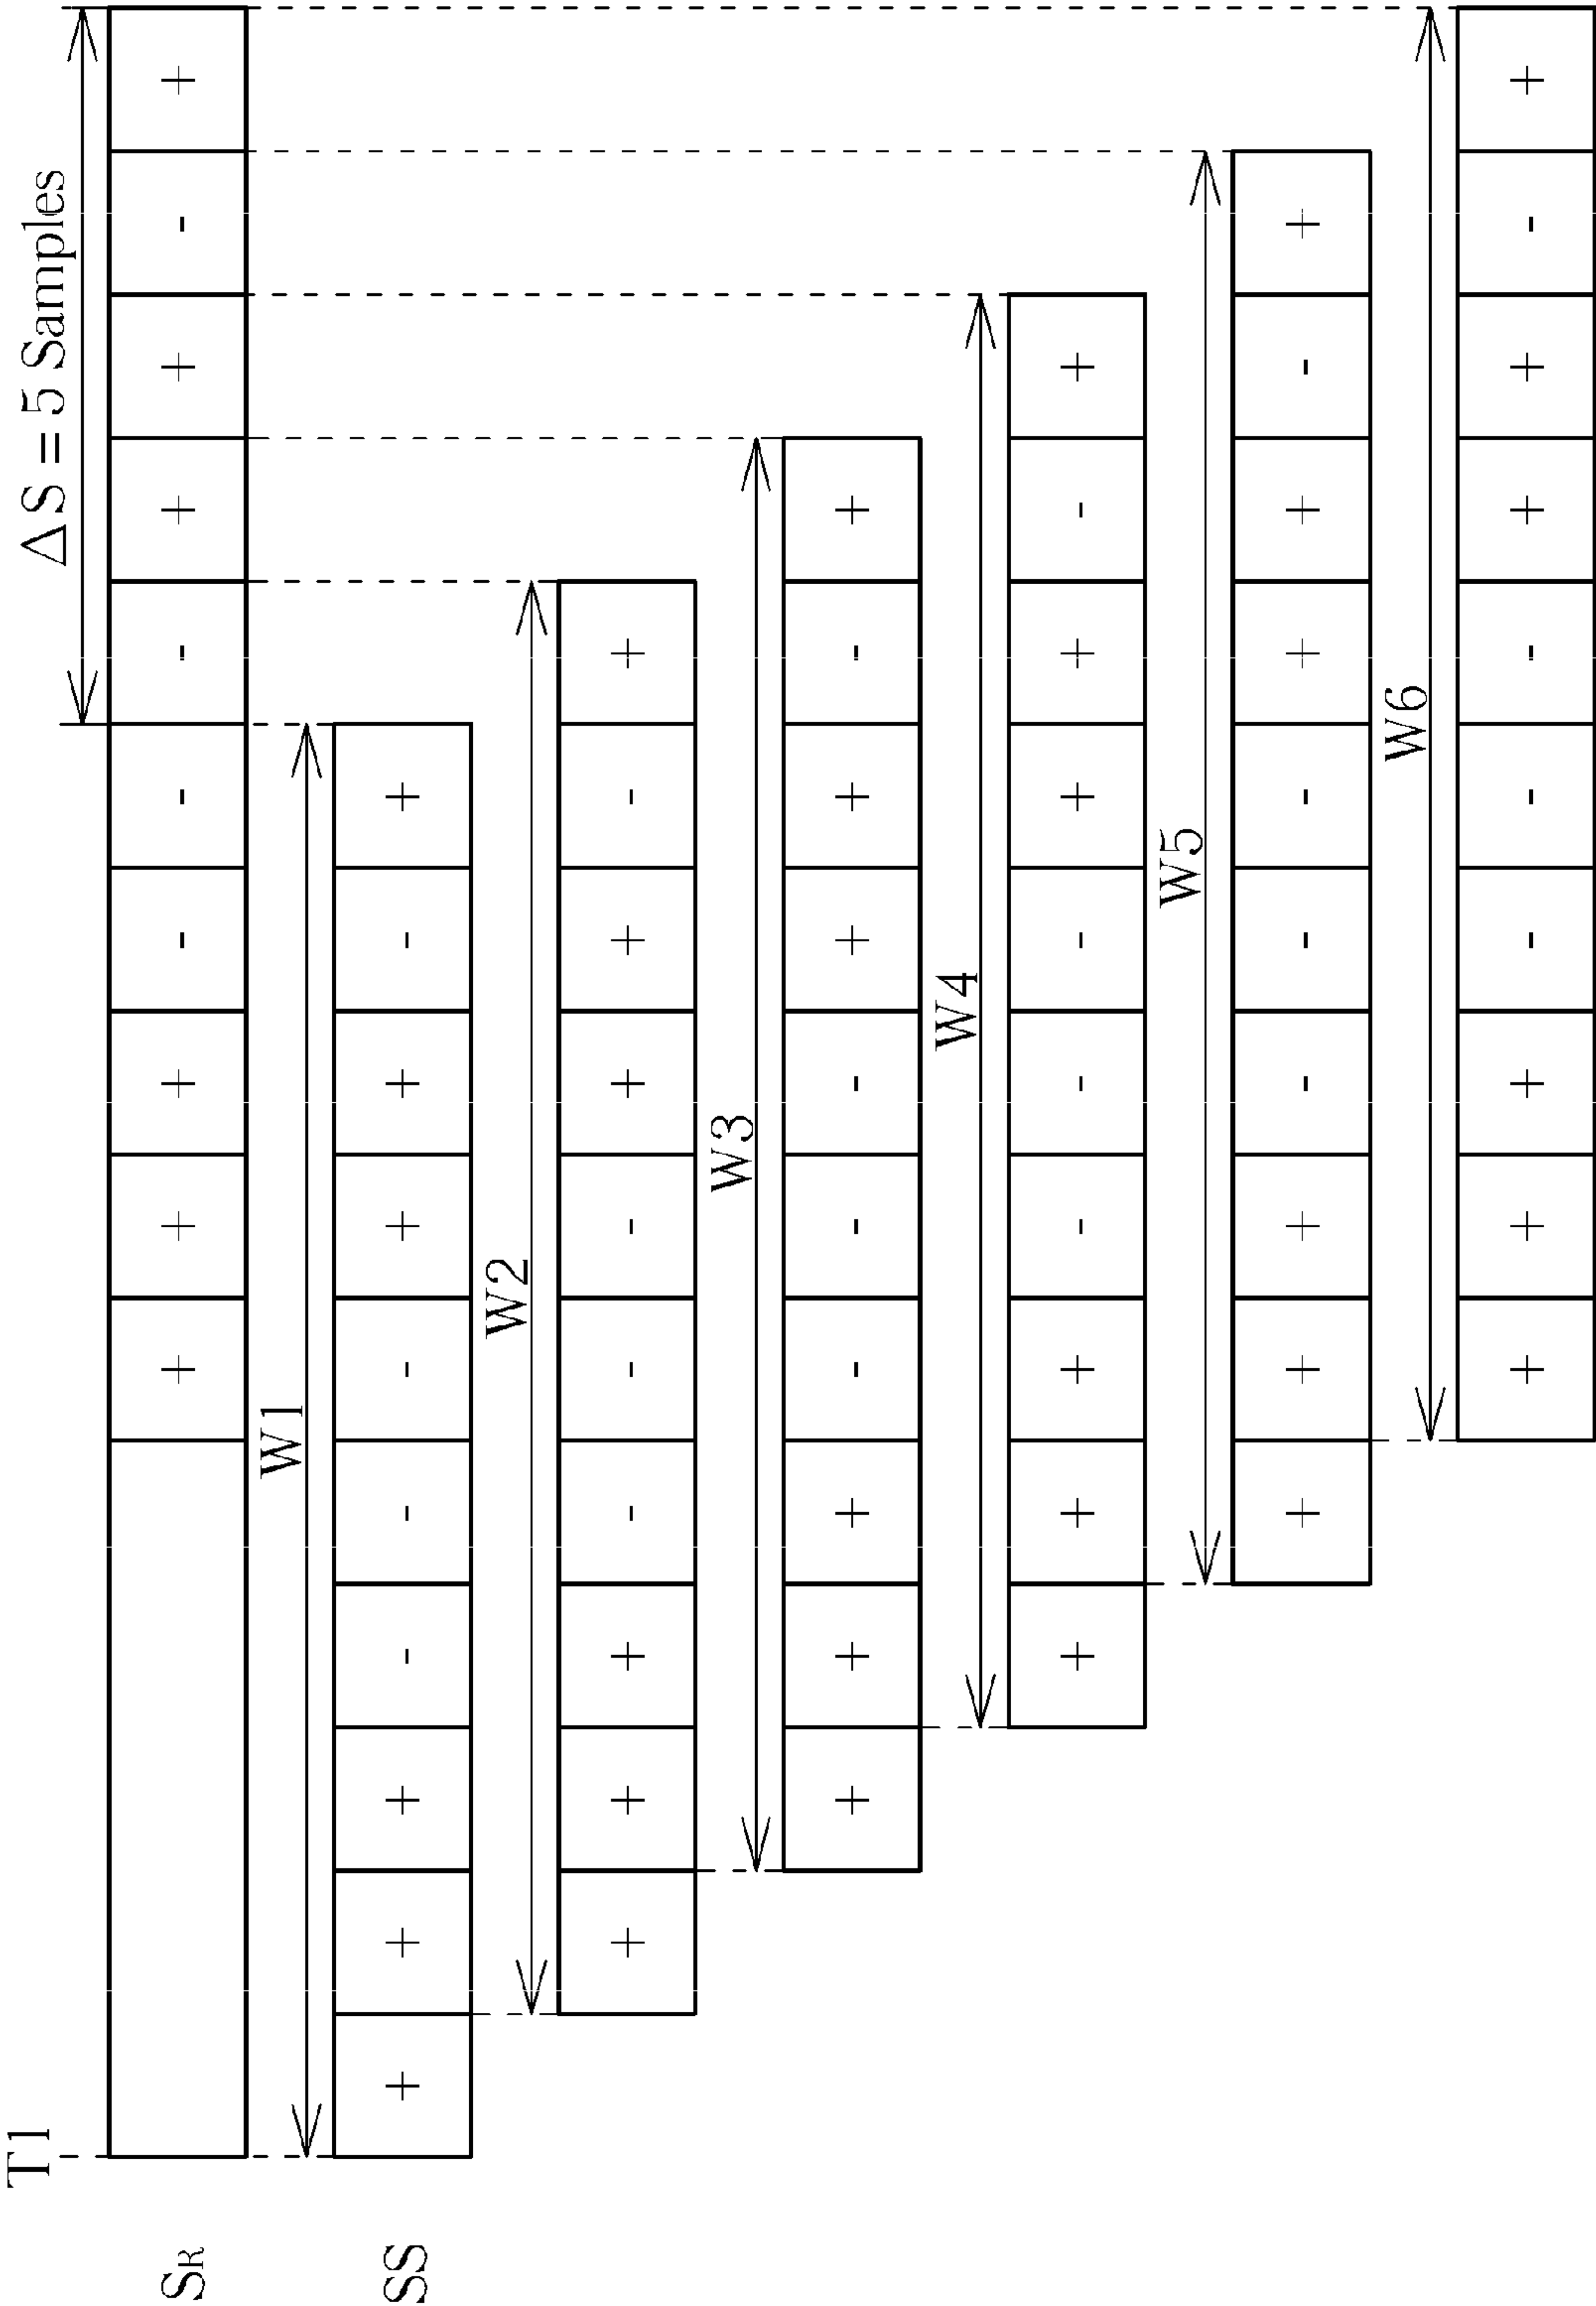 T1 ΔS = 5 Samples
SR + + + - - - + + - +
W1
SS + + + - - - + + - +
W2
+ + + - - - + + - +
W3
+ + + - - - + + - +
W4
+ + + - - - + + - +
W5
+ + + - - - + + - +
W6
+ + + - - - + + - +